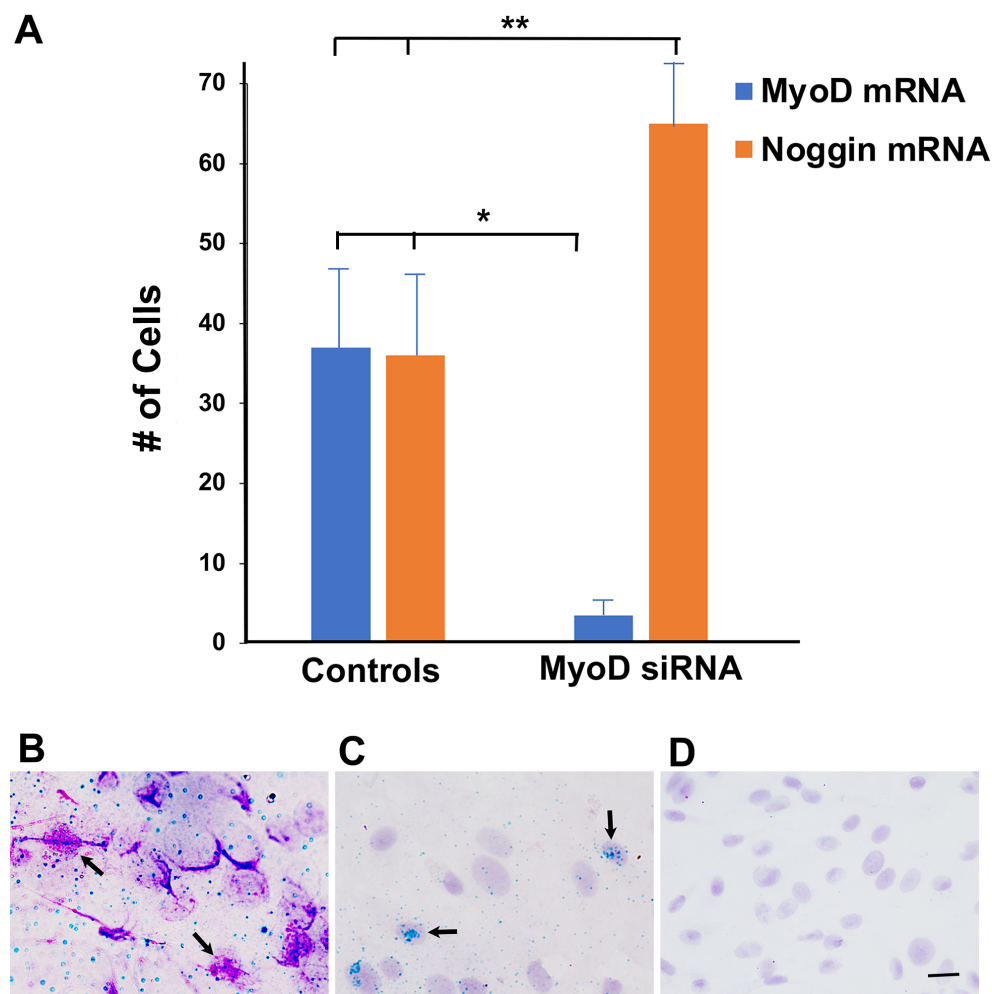 A
**
70
60
50
40
30
20
10
0
# of Cells
*
MyoD mRNA
Noggin mRNA
Controls
MyoD siRNA
B
C
D